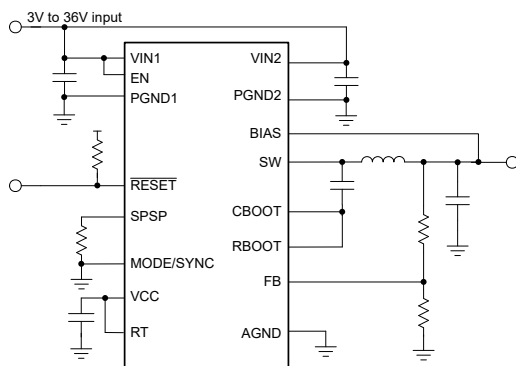 3V to 36V input
VIN1
EN
PGND1
RESET
SPSP
MODE/SYNC
VCC
RT
VIN2
PGND2
BIAS
SW
CBOOT
RBOOT
FB
AGND